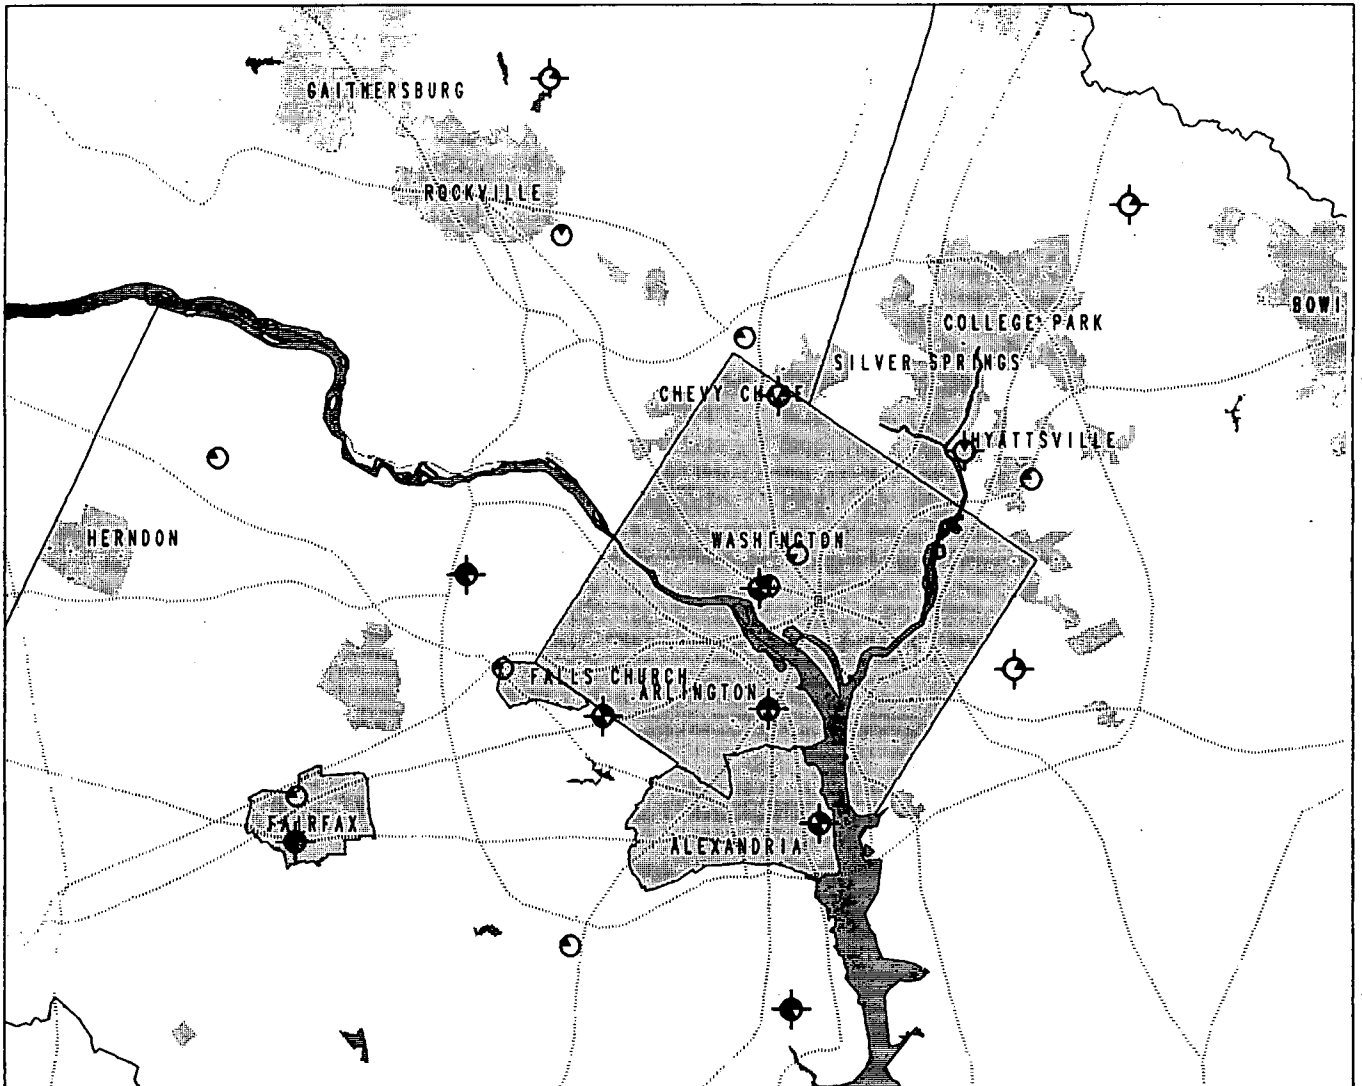 GAITHERSBURG
ROCKVILLE
BOWI
COLLEGE PARK
SILVER SPRINGS
CHEVY CHASE
HYATTSVILLE
HERNDON
WASHINGTON
FALLS CHURCH
ARLINGTON
FAIRFAX
ALEXANDRIA